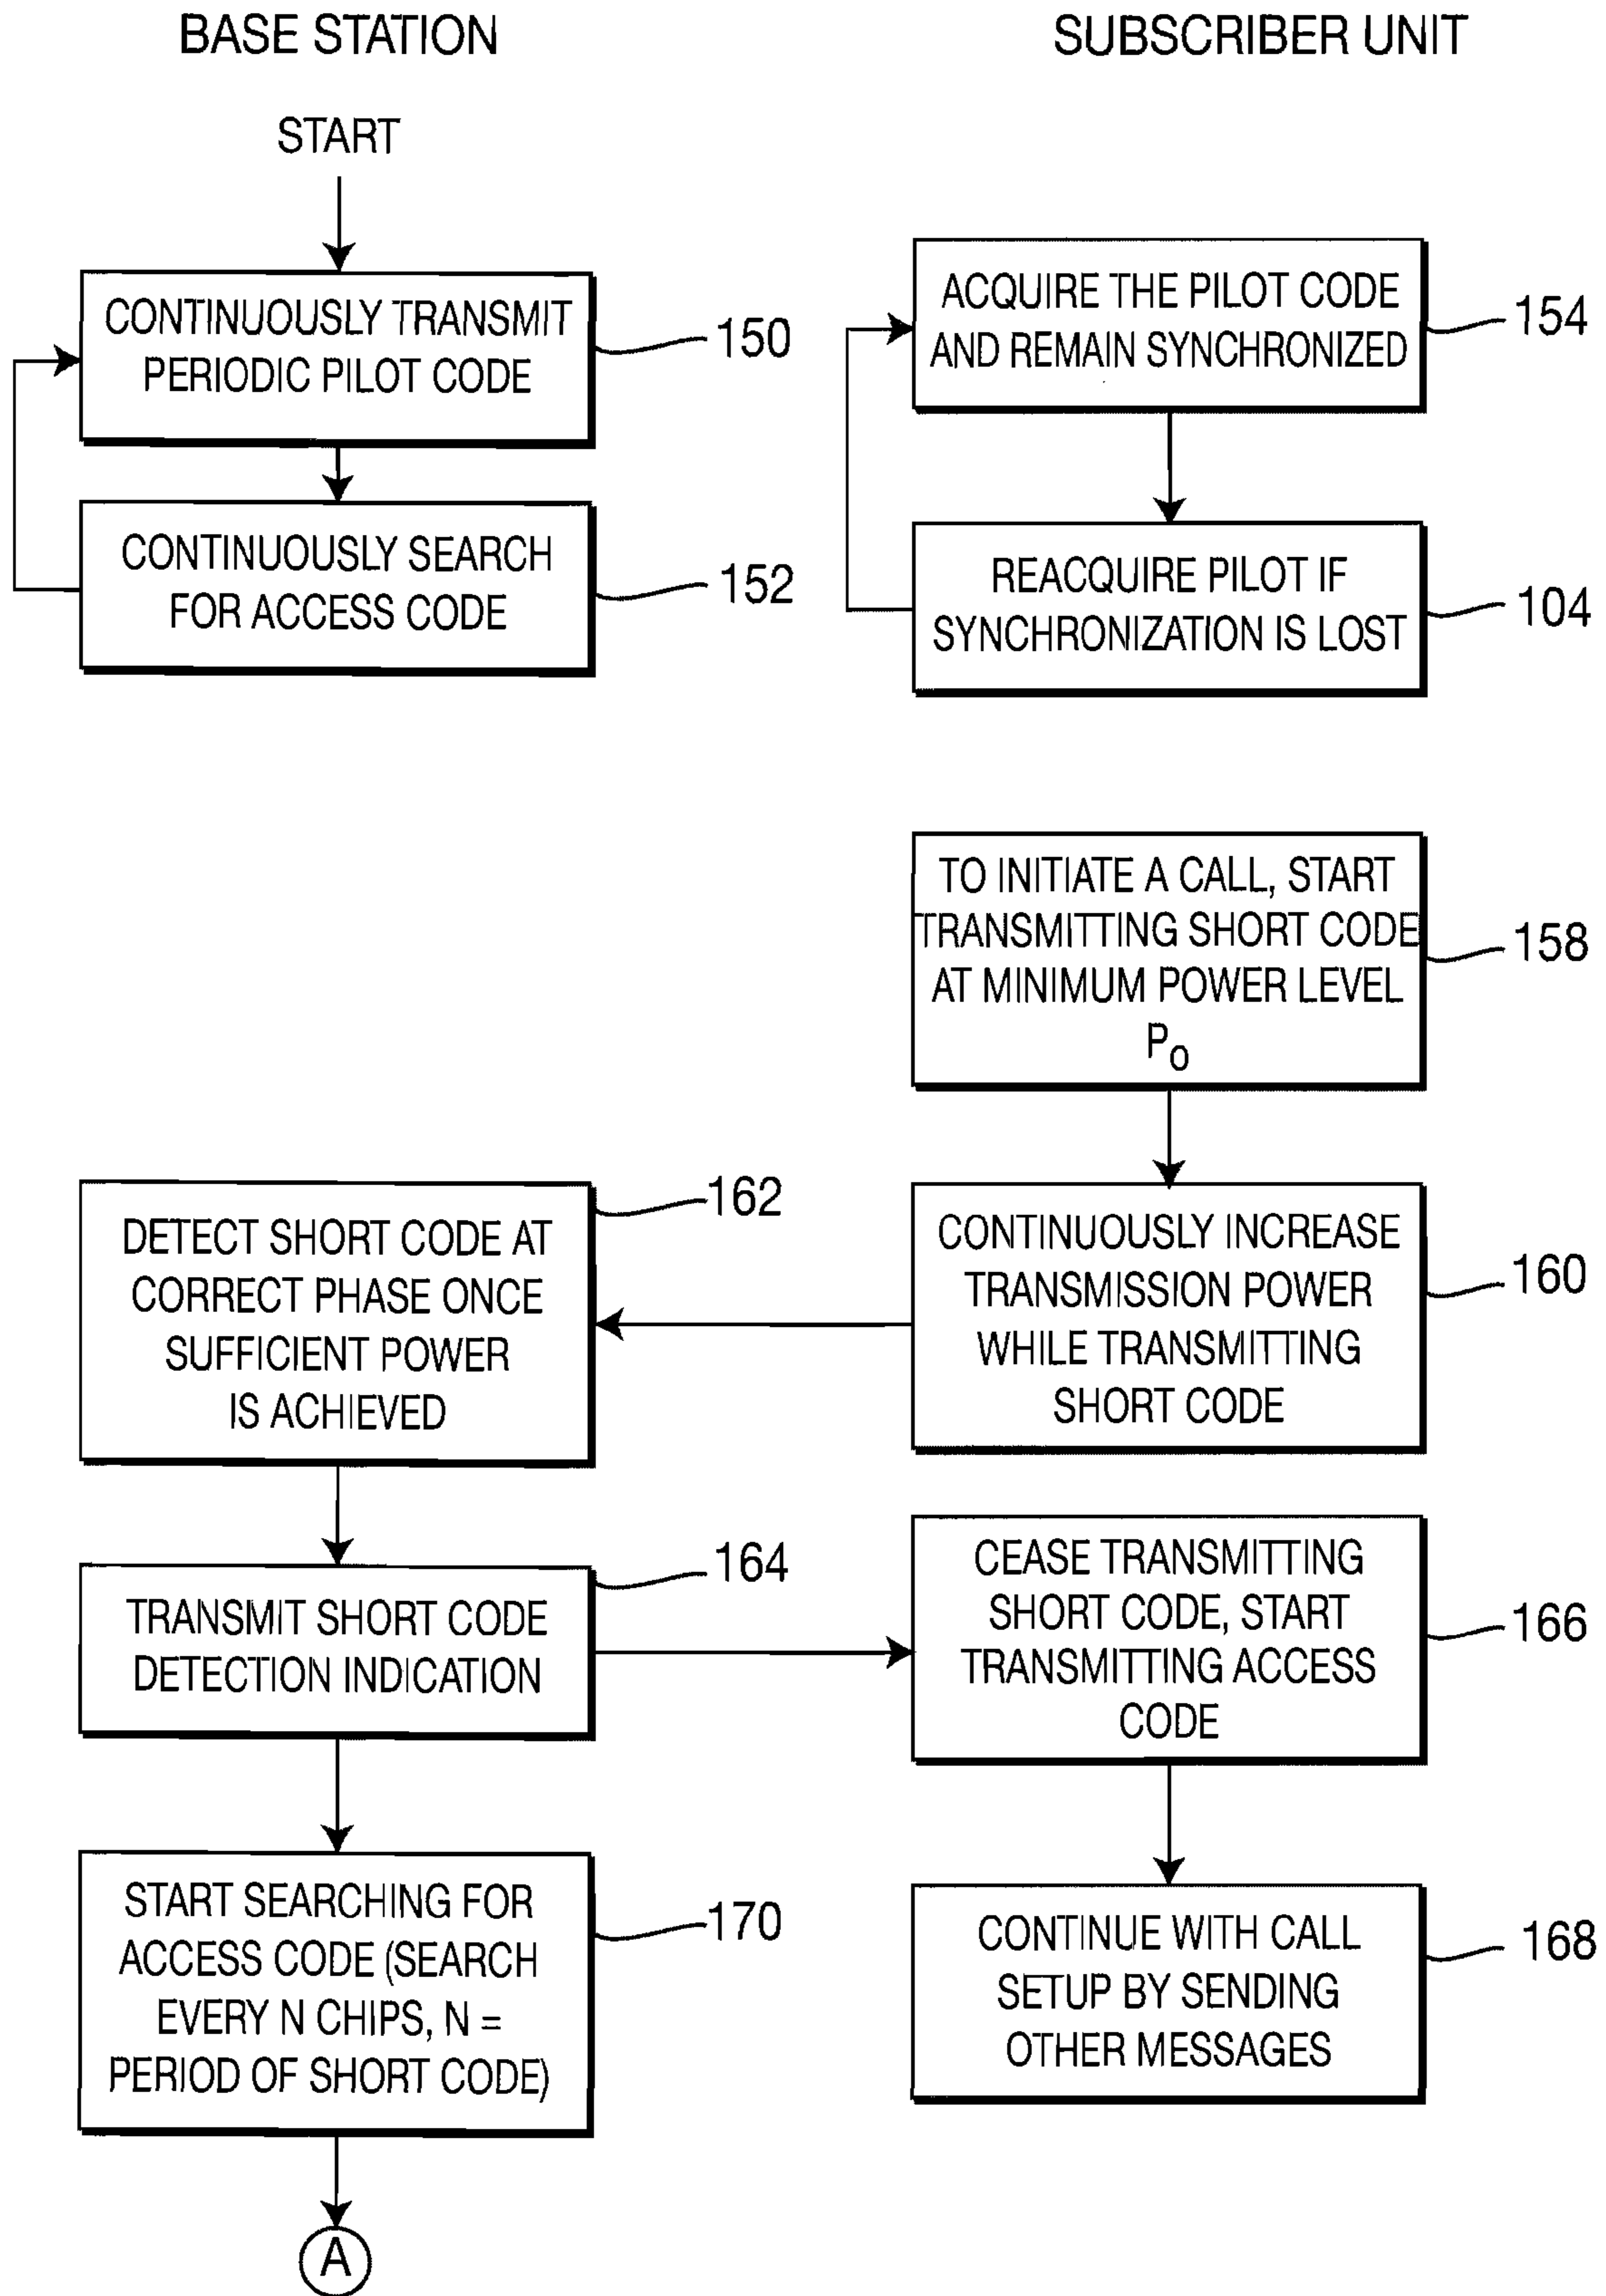 BASE STATION
SUBSCRIBER UNIT
START
CONTINUOUSLY TRANSMIT
PERIODIC PILOT CODE
150
ACQUIRE THE PILOT CODE
AND REMAIN SYNCHRONIZED
154
CONTINUOUSLY SEARCH
FOR ACCESS CODE
152
REACQUIRE PILOT IF
SYNCHRONIZATION IS LOST
104
TO INITIATE A CALL, START
TRANSMITTING SHORT CODE
AT MINIMUM POWER LEVEL
P₀
158
DETECT SHORT CODE AT
CORRECT PHASE ONCE
SUFFICIENT POWER
IS ACHIEVED
162
CONTINUOUSLY INCREASE
TRANSMISSION POWER
WHILE TRANSMITTING
SHORT CODE
160
TRANSMIT SHORT CODE
DETECTION INDICATION
164
CEASE TRANSMITTING
SHORT CODE, START
TRANSMITTING ACCESS
CODE
166
START SEARCHING FOR
ACCESS CODE (SEARCH
EVERY N CHIPS, N =
PERIOD OF SHORT CODE)
170
CONTINUE WITH CALL
SETUP BY SENDING
OTHER MESSAGES
168
A